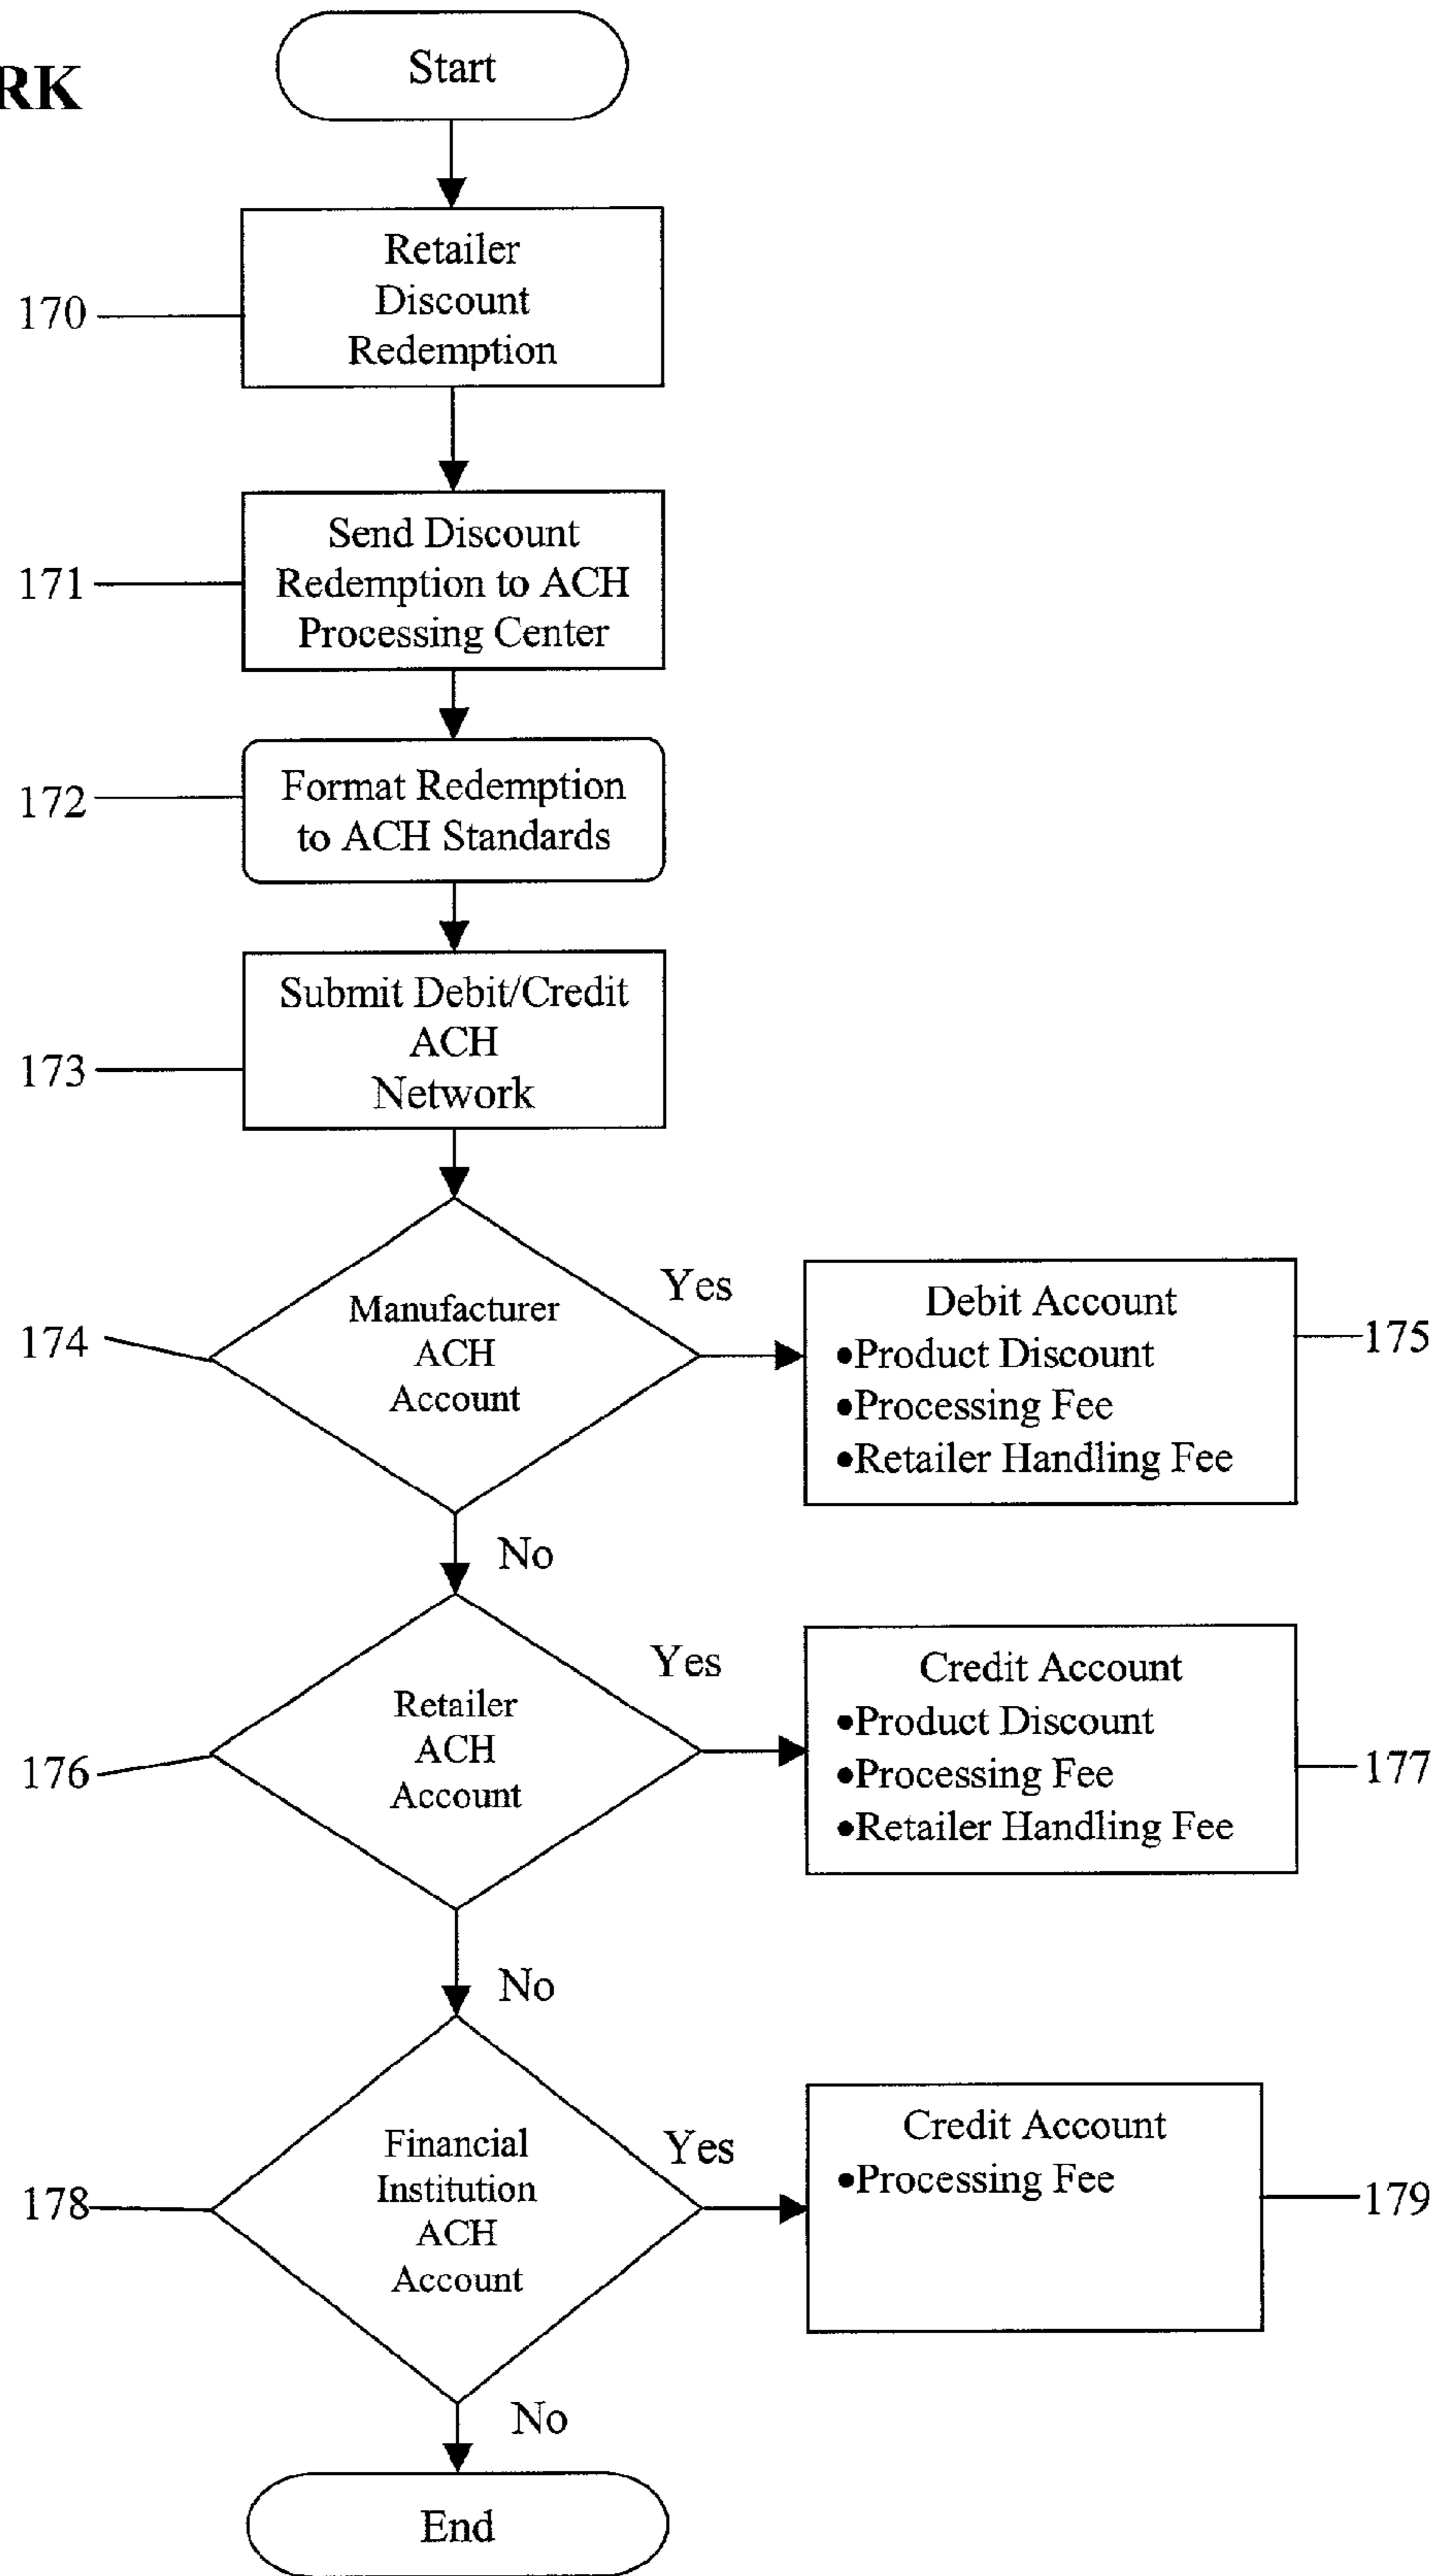 RK
Start
Retailer
Discount
Redemption
170
Send Discount
Redemption to ACH
Processing Center
171
Format Redemption
to ACH Standards
172
Submit Debit/Credit
ACH
Network
173
Manufacturer
ACH
Account
174
Yes
Debit Account
•Product Discount
•Processing Fee
•Retailer Handling Fee
175
No
Retailer
ACH
Account
176
Yes
Credit Account
•Product Discount
•Processing Fee
•Retailer Handling Fee
177
No
Financial
Institution
ACH
Account
178
Yes
Credit Account
•Processing Fee
179
No
End